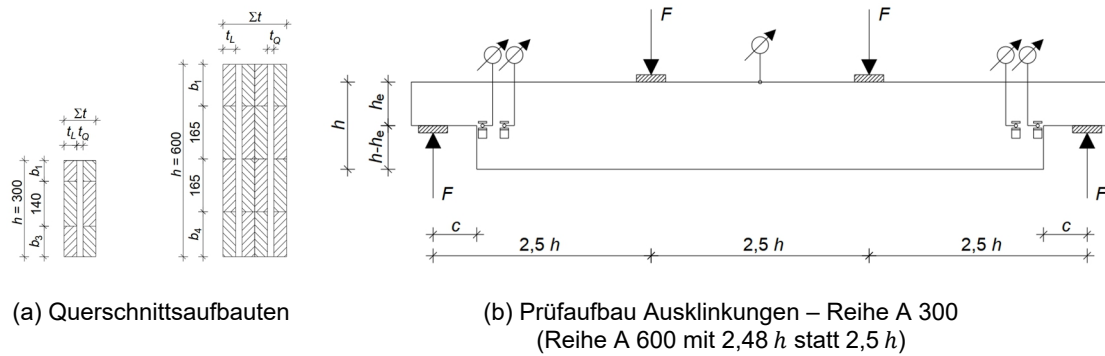 Σt
t_L t_Q
b_1
h = 300
140
b_3
Σt
t_L t_Q
b_1
h = 600
165
165
b_4
F
F
h
h_e
h-h_e
F
F
c
c
2,5 h
2,5 h
2,5 h
(a) Querschnittsaufbauten
(b) Prüfaufbau Ausklinkungen – Reihe A 300
(Reihe A 600 mit 2,48 h statt 2,5 h)